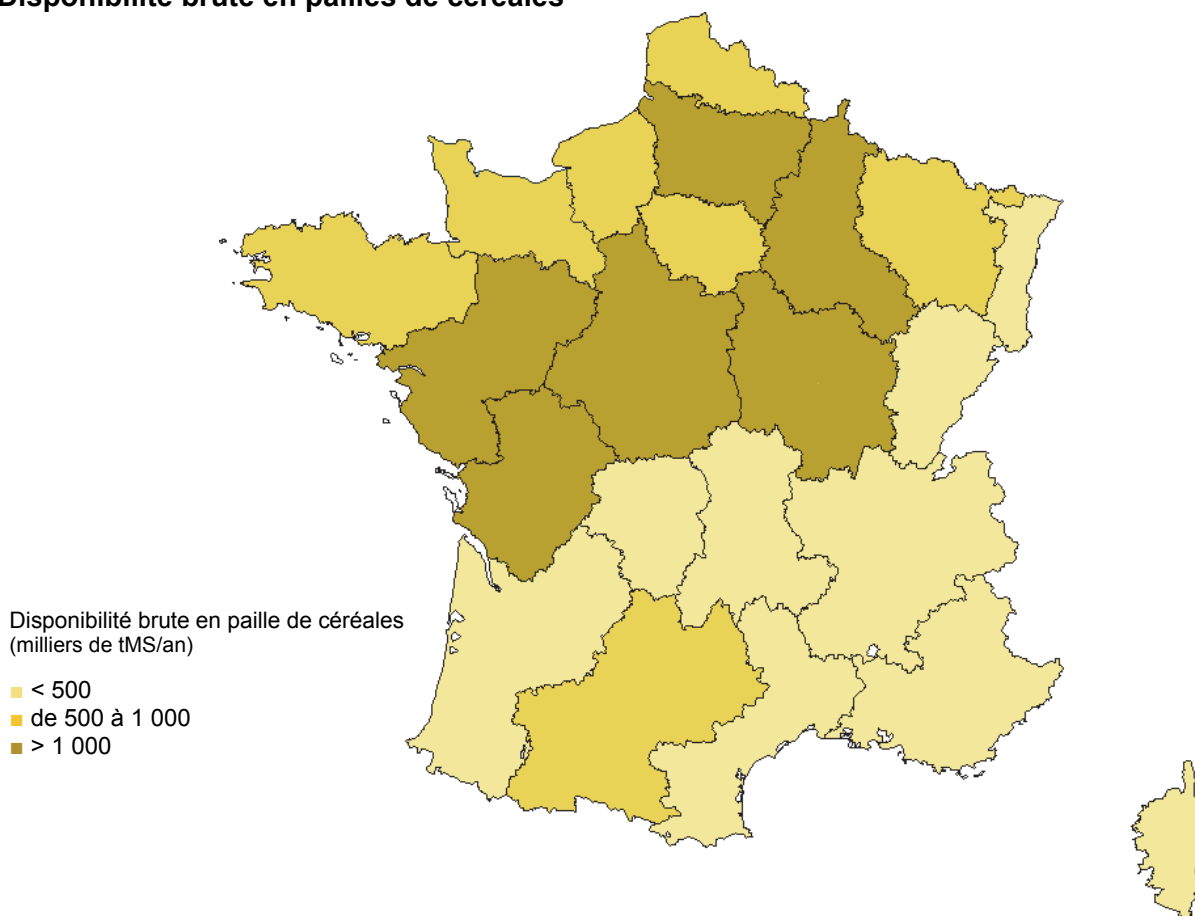 Disponibilité brute en pailles de céréales
Disponibilité brute en paille de céréales
(milliers de tMS/an)
< 500
de 500 à 1 000
> 1 000